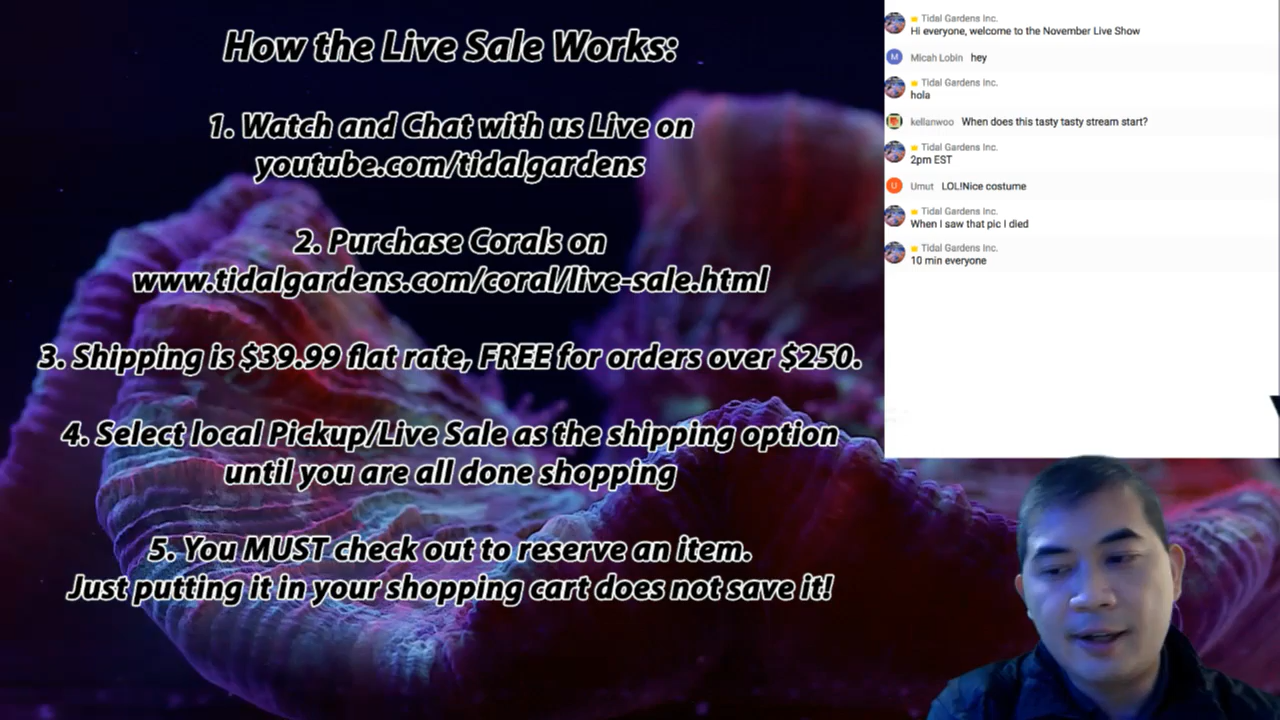 How the Live Sale Works:
1. Watch and Chat with us Live on
youtube.com/tidalgardens
2. Purchase Corals on
www.tidalgardens.com/coral/live-sale.html
3. Shipping is $39.99 flat rate, FREE for orders over $250.
4. Select local Pickup/Live Sale as the shipping option
until you are all done shopping
5. You MUST check out to reserve an item.
Just putting it in your shopping cart does not save it!
Tidal Gardens Inc.
Hi everyone, welcome to the November Live Show
M Micah Lobin hey
Tidal Gardens Inc.
hola
kellanwoo When does this tasty tasty stream start?
Tidal Gardens Inc.
2pm EST
U Umut LOL!Nice costume
Tidal Gardens Inc.
When I saw that pic I died
Tidal Gardens Inc.
10 min everyone